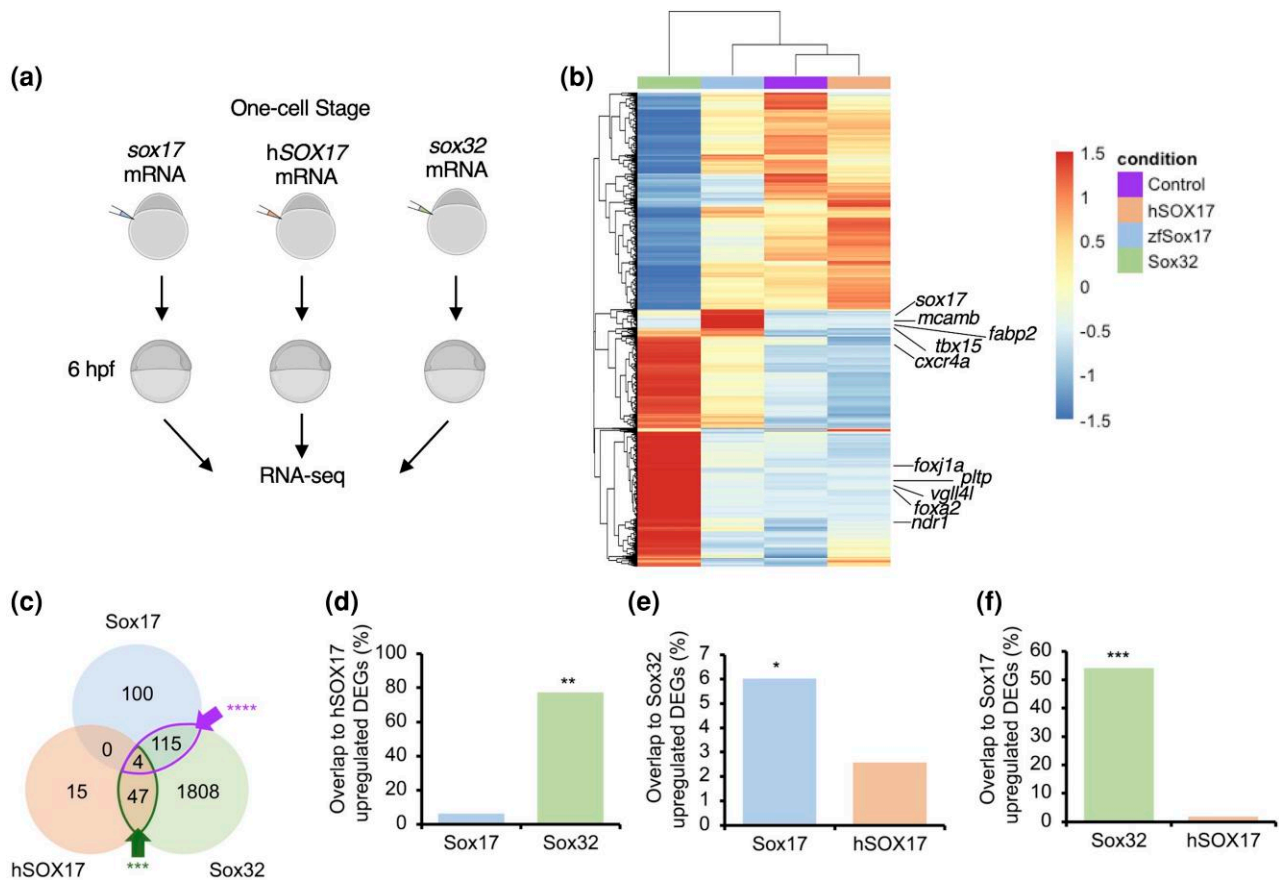 (a)
One-cell Stage
sox17
mRNA
hSOX17
mRNA
sox32
mRNA
6 hpf
RNA-seq
(b)
1.5
1
0.5
0
-0.5
-1
-1.5
condition
Control
hSOX17
zfSox17
Sox32
sox17
mcamb
fabp2
tbx15
cxcr4a
foxj1a
pltp
vgll4l
foxa2
ndr1
(c)
Sox17
100
****
0
115
4
15
47
1808
***
hSOX17
Sox32
(d)
Overlap to hSOX17
upregulated DEGs (%)
100
80
60
40
20
0
**
Sox17
Sox32
(e)
Overlap to Sox32
upregulated DEGs (%)
7
6
5
4
3
2
1
0
*
Sox17
hSOX17
(f)
Overlap to Sox17
upregulated DEGs (%)
60
50
40
30
20
10
0
***
Sox32
hSOX17